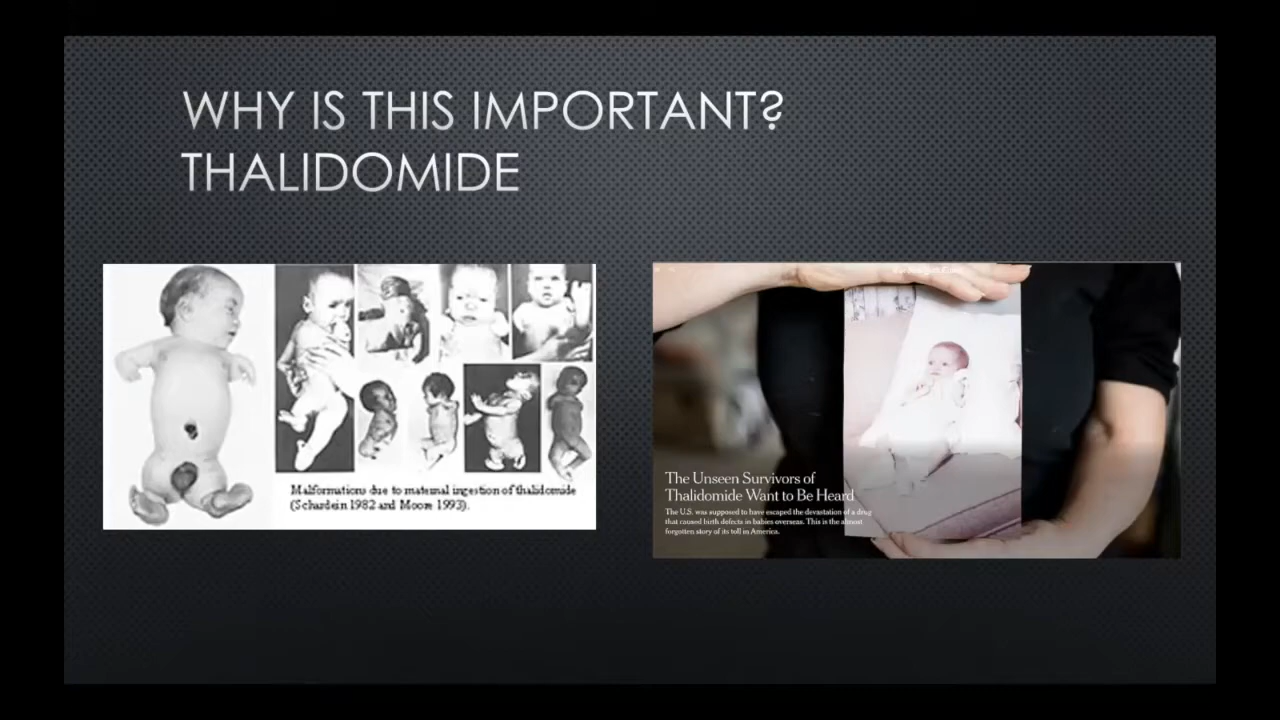 WHY IS THIS IMPORTANT?
THALIDOMIDE
Malformations due to maternal ingestion of thalidomide
(Schardein 1982 and Moore 1993).
The Unseen Survivors of
Thalidomide Want to Be Heard
The U.S. was supposed to have escaped the devastation of a drug
that caused birth defects in babies overseas. This is the almost
forgotten story of its toll in America.